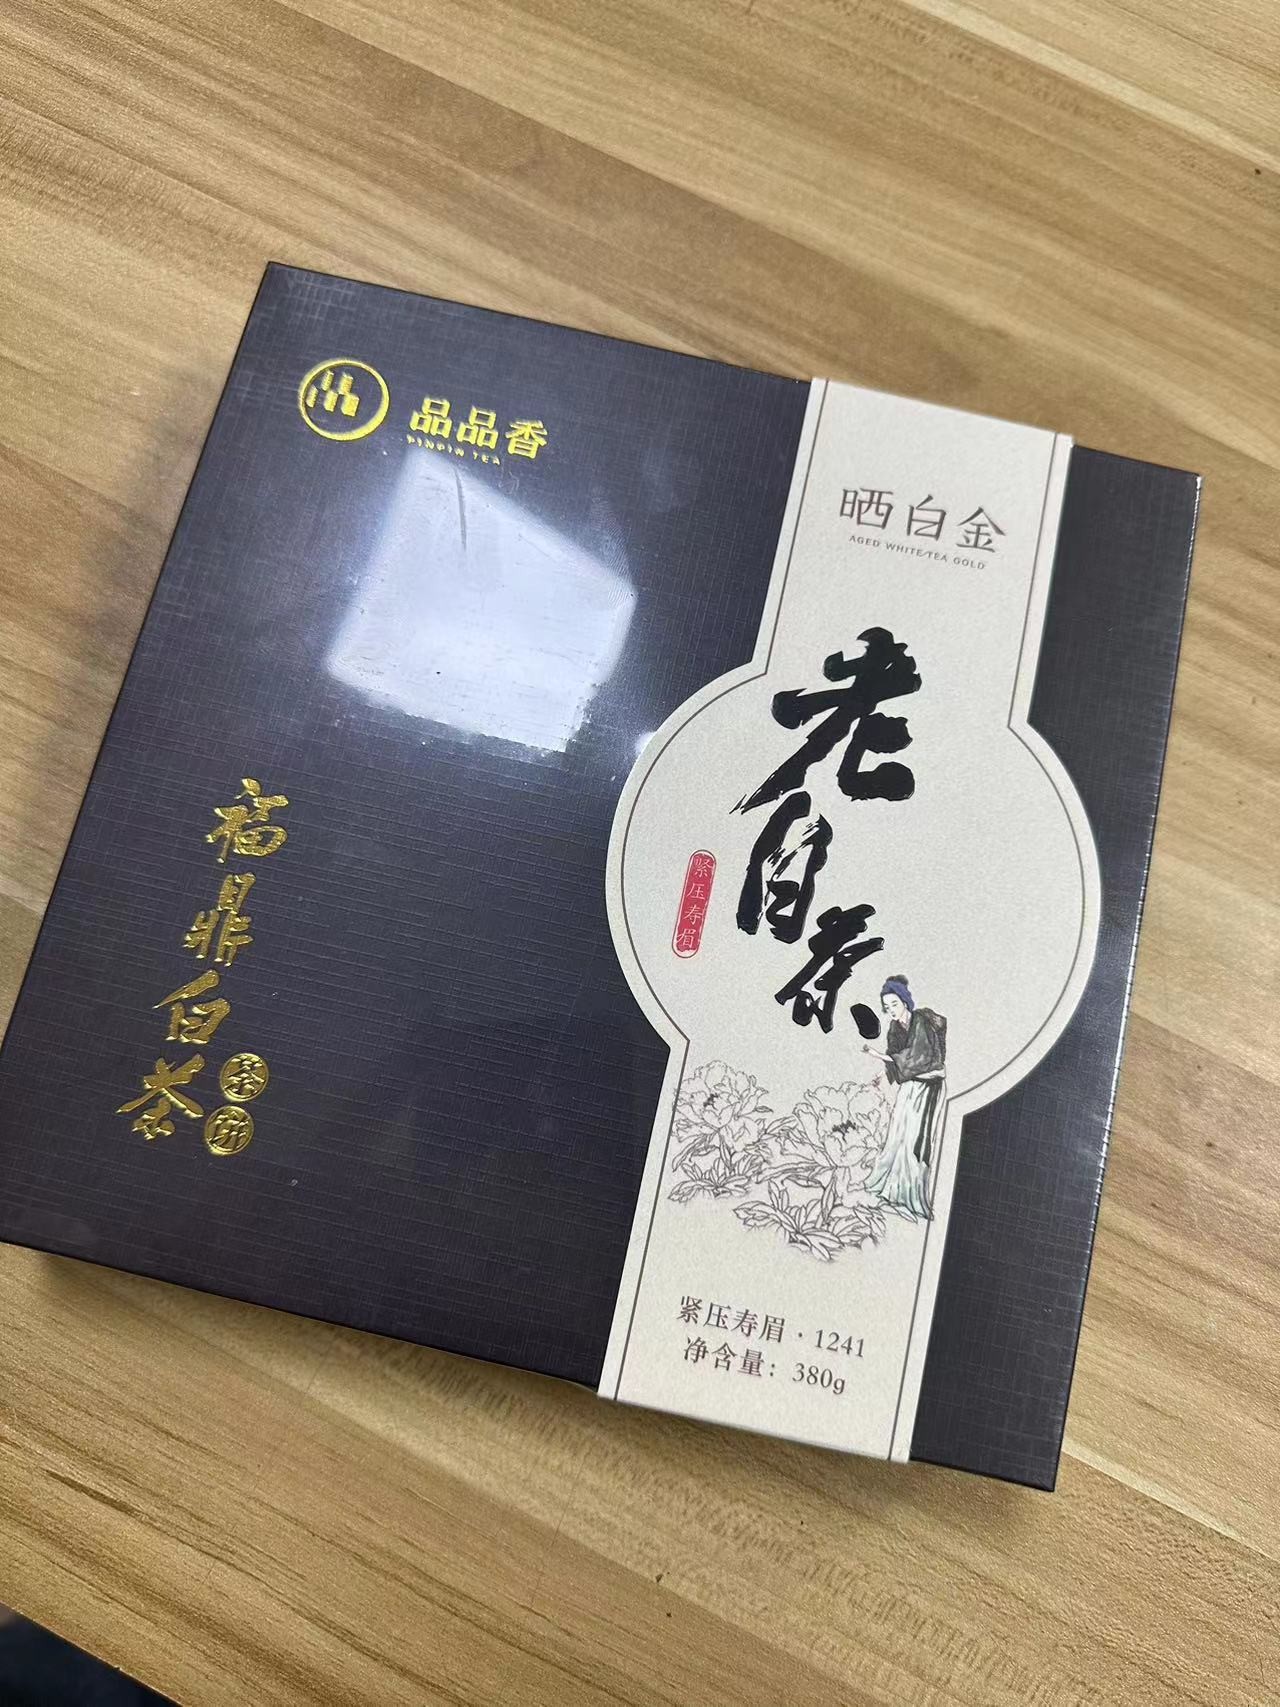 品品香
PINPIN TEA
晒白金
AGED WHITE TEA GOLD
老白茶
紧压寿眉
福鼎白茶
茶饼
紧压寿眉·1241
净含量：380g